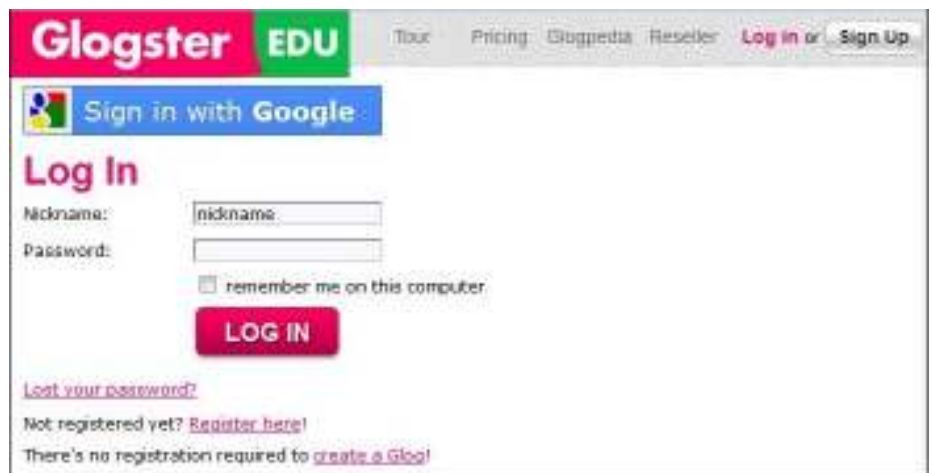 Glogster EDU Tour Pricing Glogpedia Reseller Log in or Sign Up
Sign in with Google
Log In
Nickname: nickname
Password:
remember me on this computer
LOG IN
Lost your password?
Not registered yet? Register here!
There's no registration required to create a Glog!